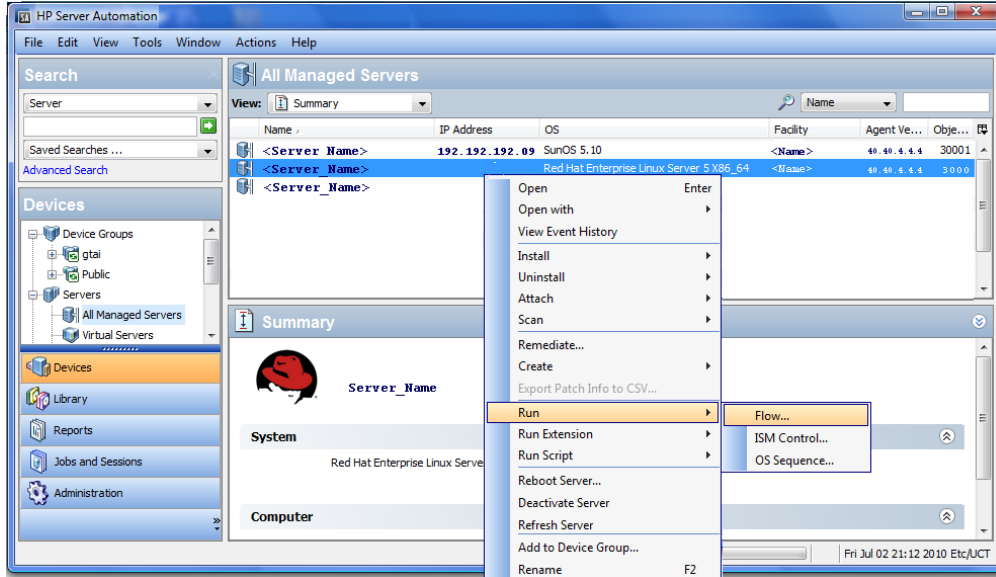 HP Server Automation
File Edit View Tools Window Actions Help
Search
Server
Saved Searches ...
Advanced Search
Devices
Device Groups
gtai
Public
Servers
All Managed Servers
Virtual Servers
Devices
Library
Reports
Jobs and Sessions
Administration
All Managed Servers
View: Summary Name
Name / IP Address OS Facility Agent Ve... Obje...
<Server Name> 192.192.192.09 SunOS 5.10 <Name> 40.40.4.4.4 30001
<Server_Name> Red Hat Enterprise Linux Server 5 X86_64 <Name> 40.40.4.4.4 3000
<Server_Name>
Summary
Server_Name
System
Red Hat Enterprise Linux Serve
Computer
Open Enter
Open with
View Event History
Install
Uninstall
Attach
Scan
Remediate...
Create
Export Patch Info to CSV...
Run
Run Extension
Run Script
Reboot Server...
Deactivate Server
Refresh Server
Add to Device Group...
Rename F2
Flow...
ISM Control...
OS Sequence...
Fri Jul 02 21:12 2010 Etc/UCT